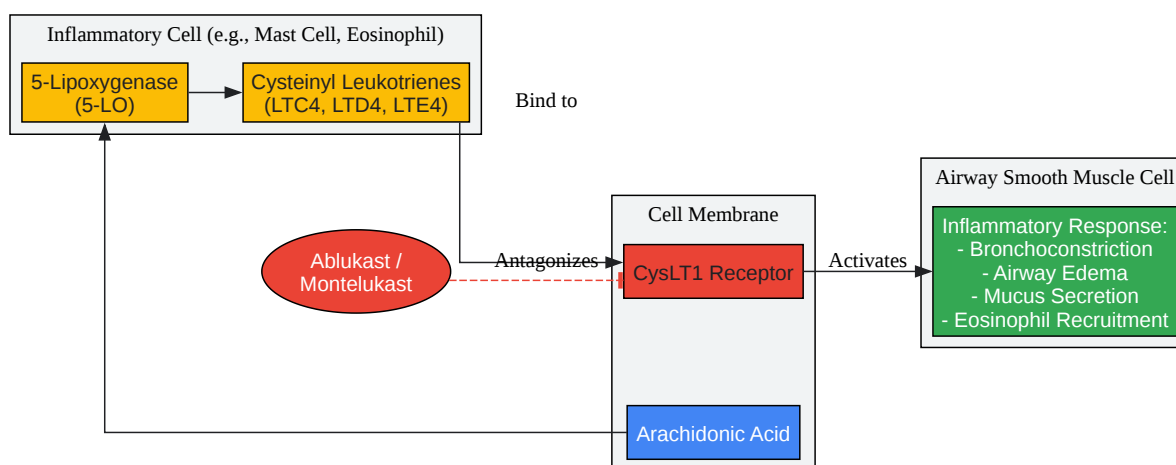 Inflammatory Cell (e.g., Mast Cell, Eosinophil)
5-Lipoxygenase
(5-LO)
Cysteinyl Leukotrienes
(LTC4, LTD4, LTE4)
Bind to
Airway Smooth Muscle Cell
Inflammatory Response:
- Bronchoconstriction
- Airway Edema
- Mucus Secretion
- Eosinophil Recruitment
Cell Membrane
Ablukast /
Montelukast
Antagonizes
CysLT1 Receptor
Activates
Arachidonic Acid